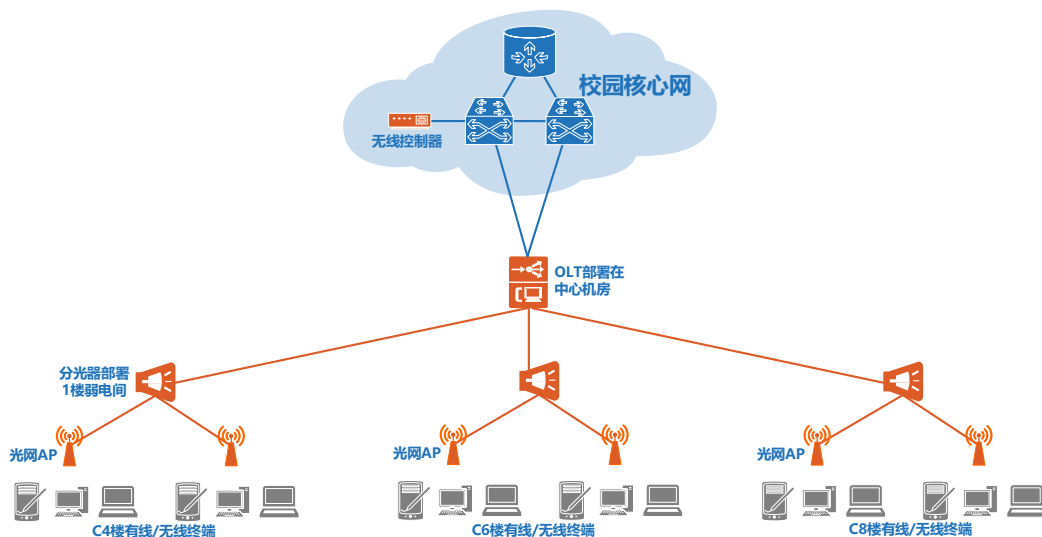 校园核心网
无线控制器
OLT部署在
中心机房
分光器部署
1楼弱电间
光网AP
光网AP
光网AP
C4楼有线/无线终端
C6楼有线/无线终端
C8楼有线/无线终端